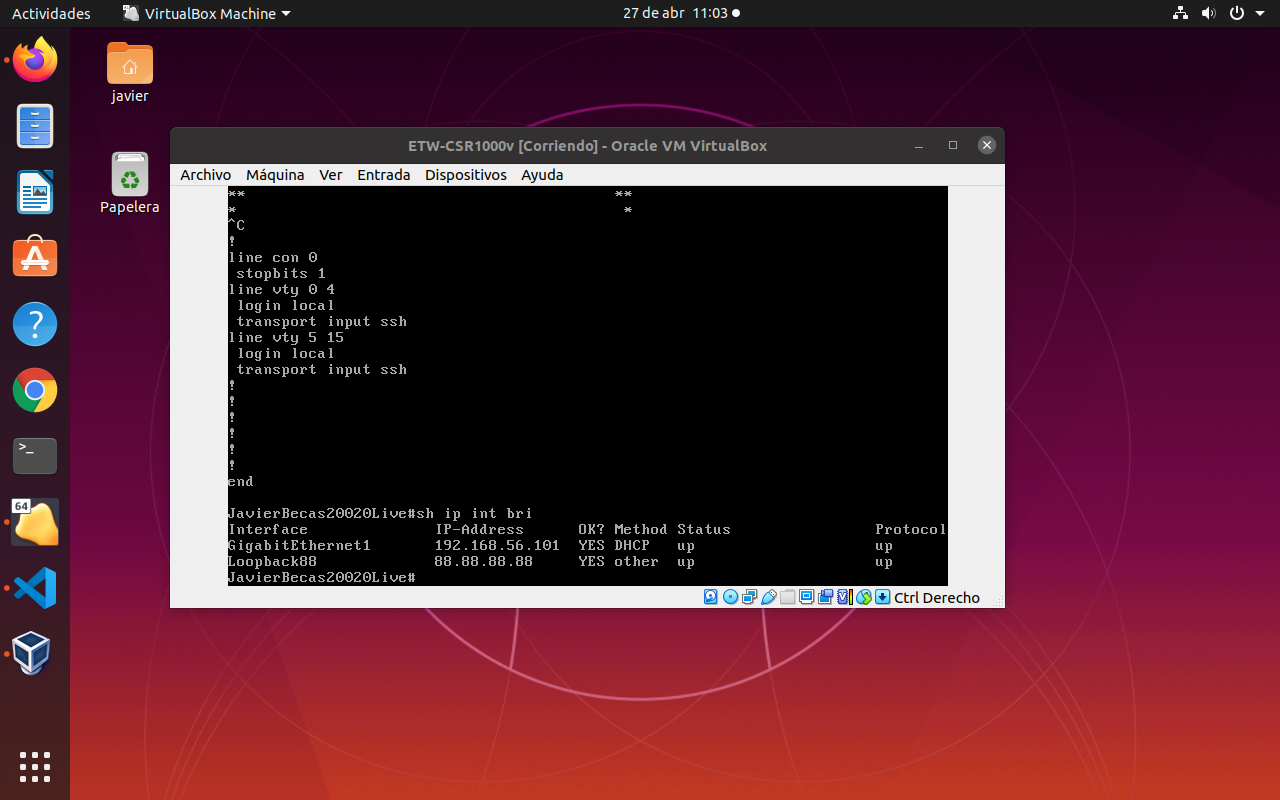 Actividades
VirtualBox Machine
27 de abr 11:03
javier
Papelera
64
>_
?
ETW-CSR1000v [Corriendo] - Oracle VM VirtualBox
Archivo Máquina Ver Entrada Dispositivos Ayuda
** **
* *
^C
!
line con 0
stopbits 1
line vty 0 4
login local
transport input ssh
line vty 5 15
login local
transport input ssh
!
!
!
!
!
!
end
JavierBecas20020Live#sh ip int bri
Interface IP-Address OK? Method Status Protocol
GigabitEthernet1 192.168.56.101 YES DHCP up up
Loopback88 88.88.88.88 YES other up up
JavierBecas20020Live#
Ctrl Derecho